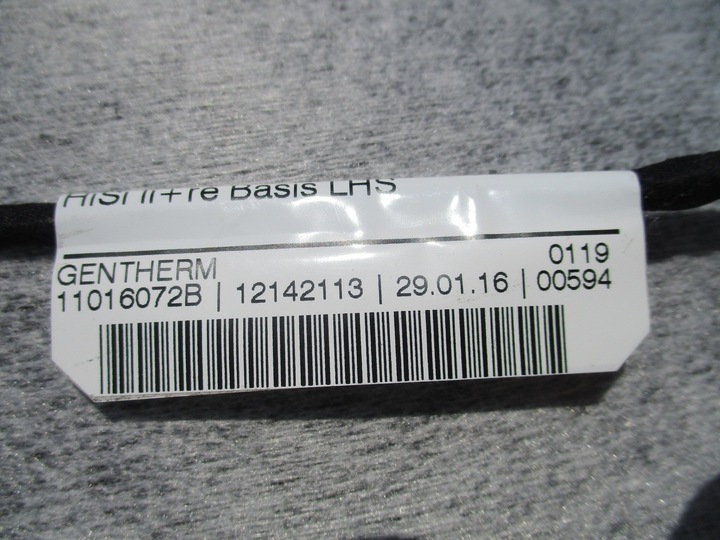 HISI li+re Basis LHS
GENTHERM 0119
11016072B | 12142113 | 29.01.16 | 00594